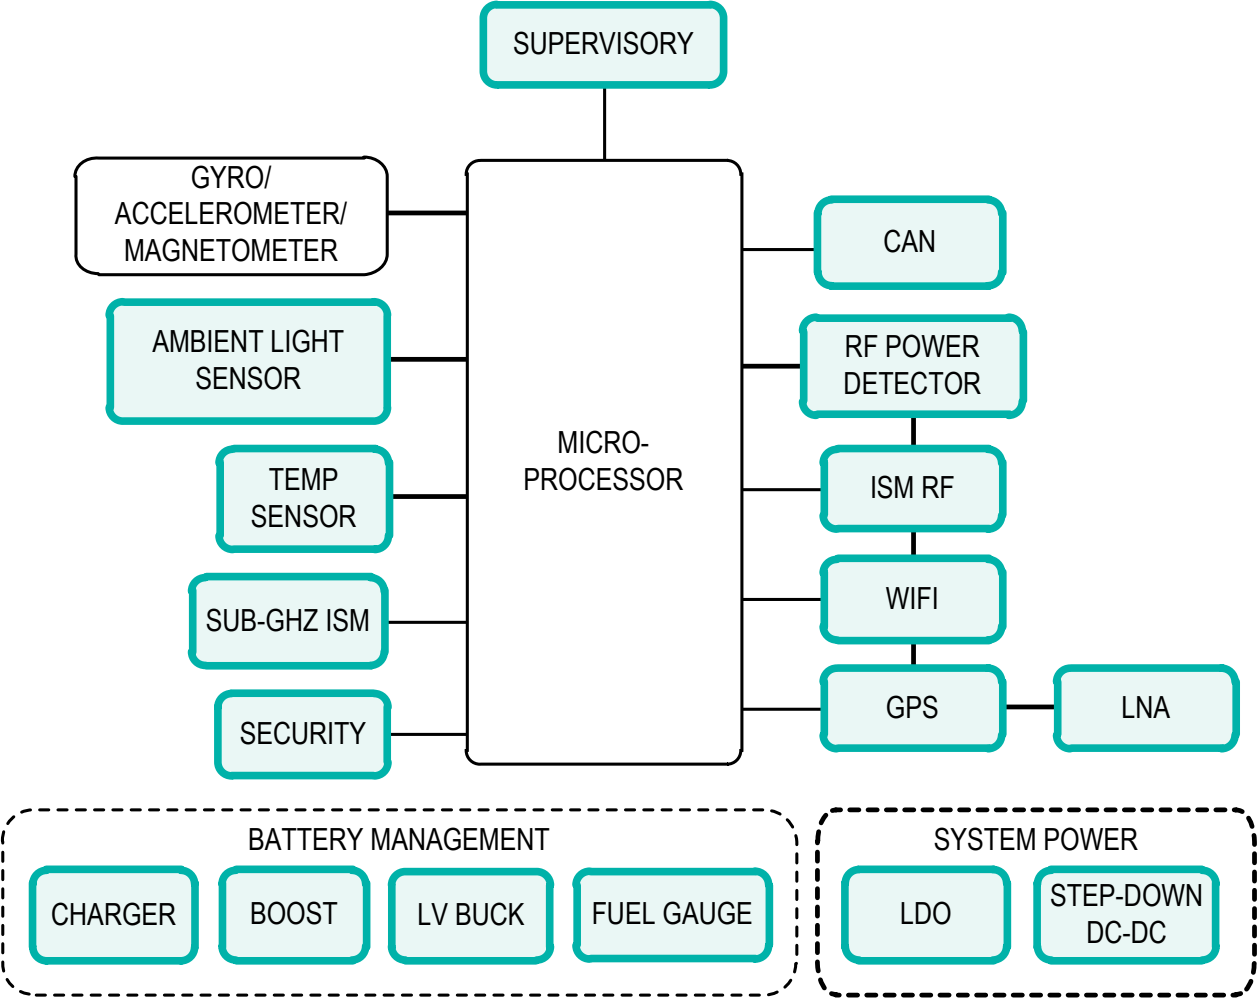 SUPERVISORY
GYRO/
ACCELEROMETER/
MAGNETOMETER
AMBIENT LIGHT
SENSOR
TEMP
SENSOR
SUB-GHZ ISM
SECURITY
MICRO-
PROCESSOR
CAN
RF POWER
DETECTOR
ISM RF
WIFI
GPS
LNA
BATTERY MANAGEMENT
CHARGER
BOOST
LV BUCK
FUEL GAUGE
SYSTEM POWER
LDO
STEP-DOWN
DC-DC